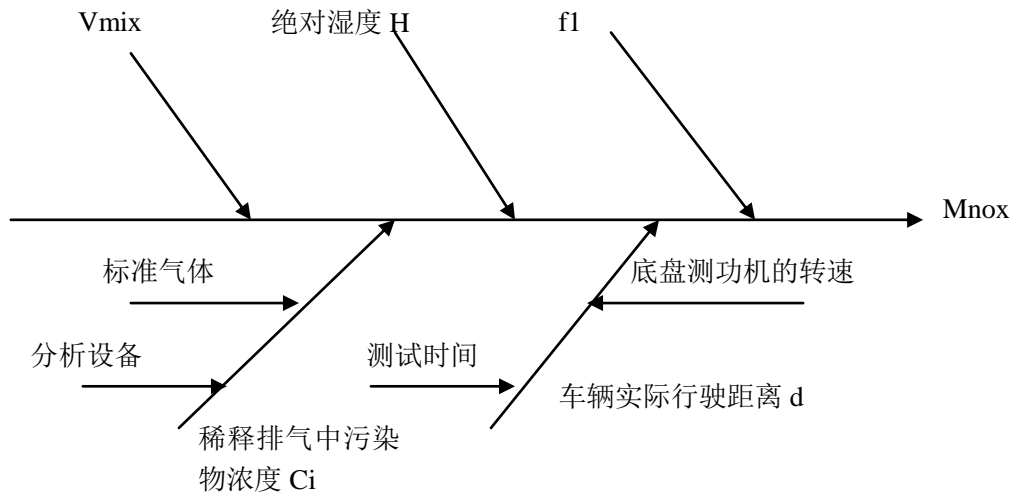 Vmix
绝对湿度 H
f1
Mnox
标准气体
底盘测功机的转速
分析设备
测试时间
车辆实际行驶距离 d
稀释排气中污染
物浓度 Ci